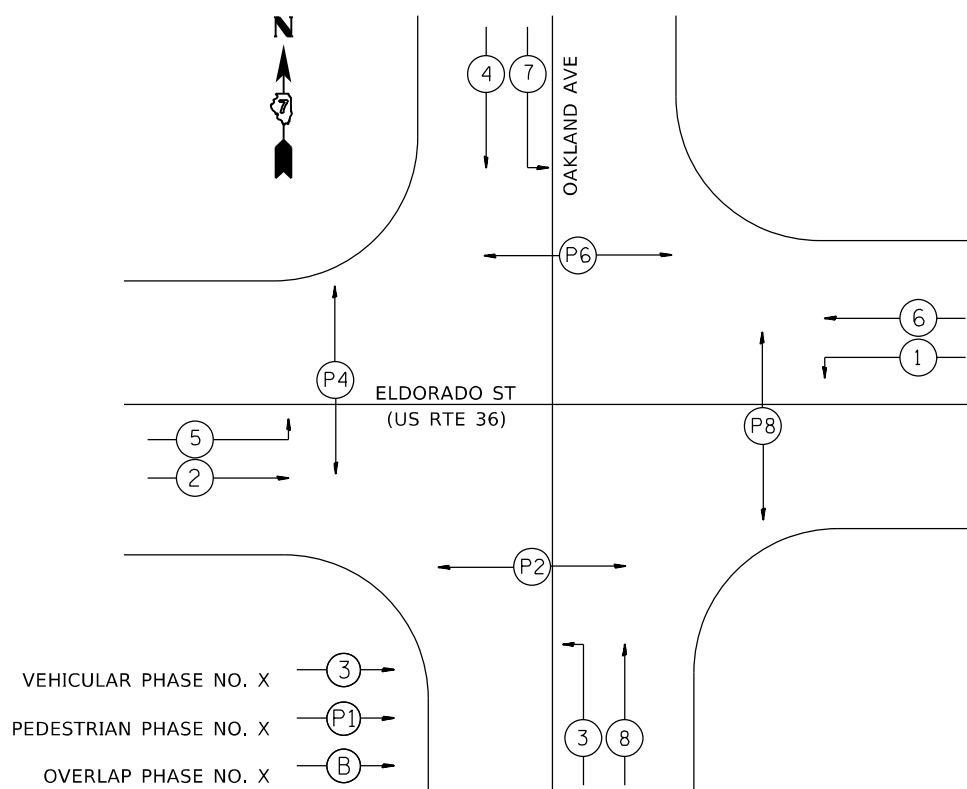 N
7
4
7
OAKLAND AVE
P6
6
1
P4
ELDORADO ST
(US RTE 36)
P8
5
2
P2
VEHICULAR PHASE NO. X
3
PEDESTRIAN PHASE NO. X
P1
OVERLAP PHASE NO. X
B
3
8